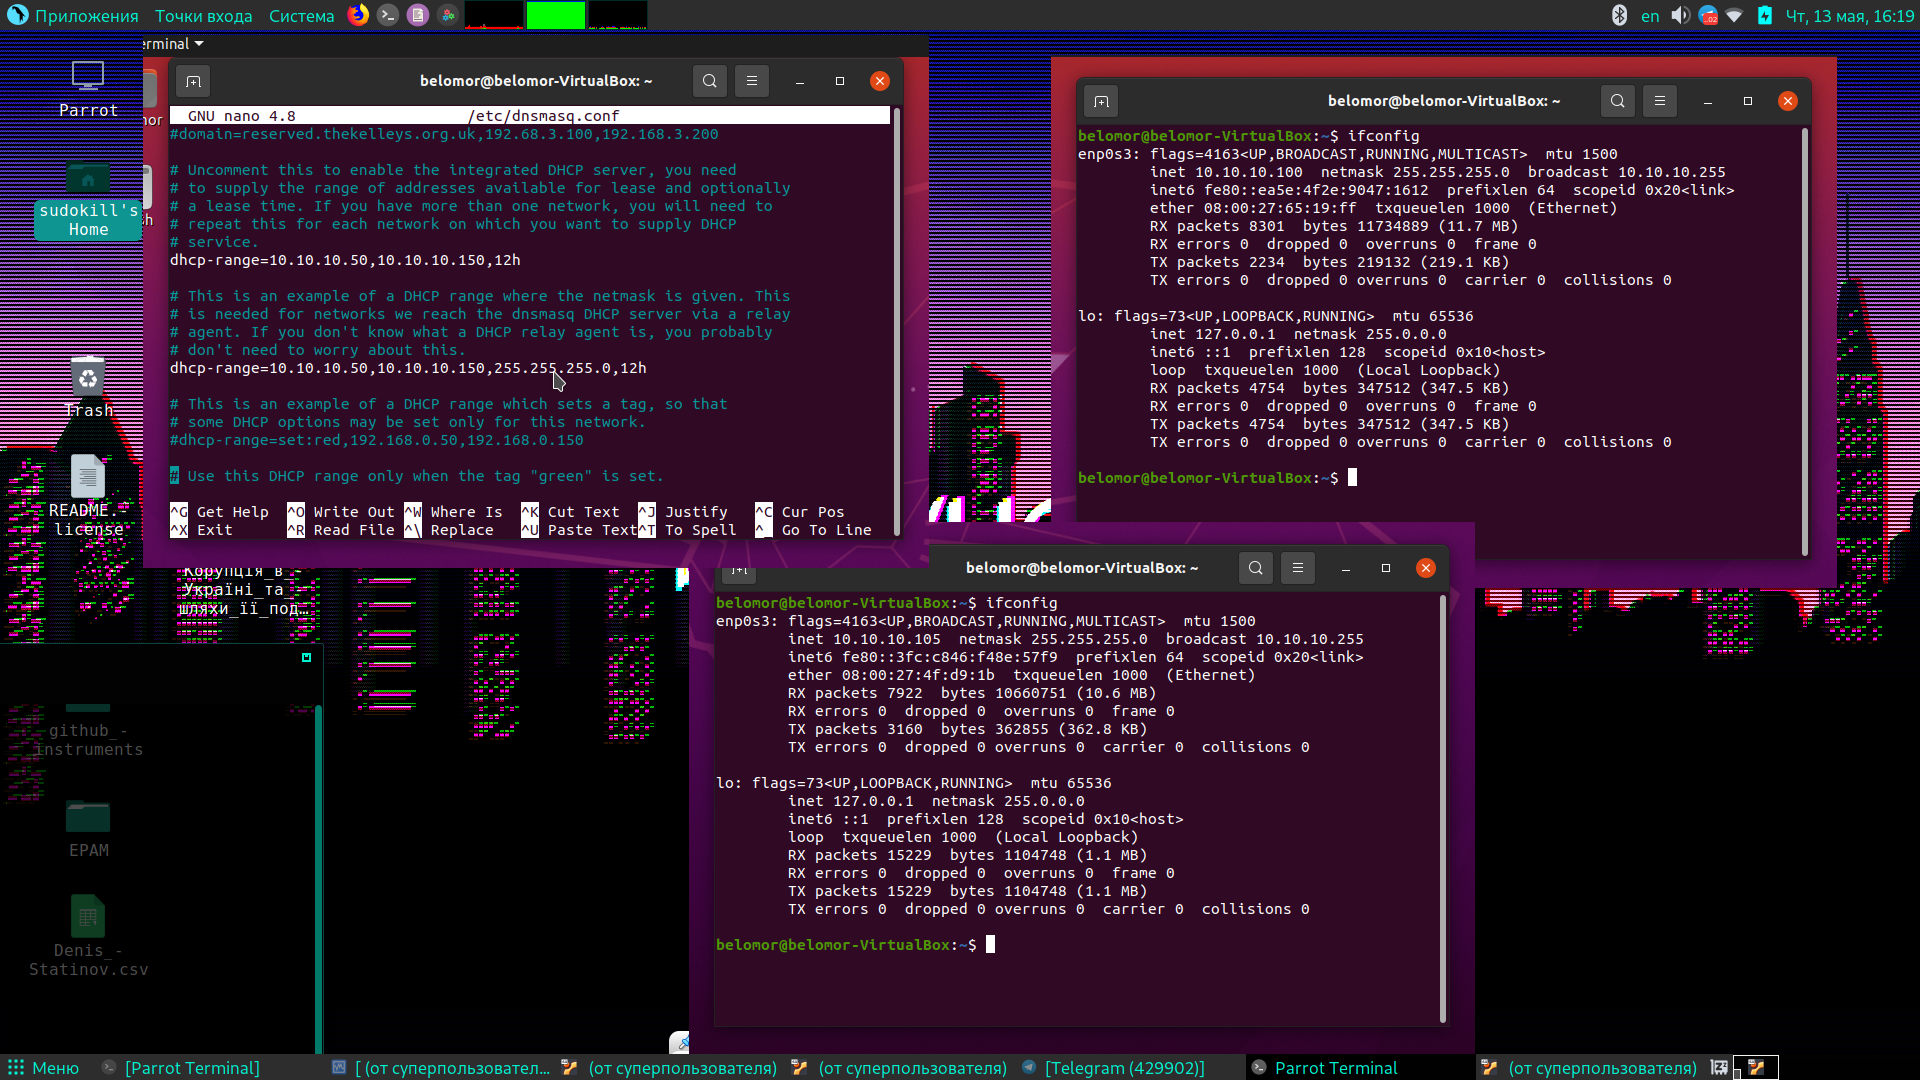 Приложения Точки входа Система en Чт, 13 мая, 16:19
Parrot
sudokill's
Home
Trash
README.-
license
Корупція_в_-
Україні_та_-
шляхи_її_под…
github_-
instruments
EPAM
Denis_-
Statinov.csv
erminal
belomor@belomor-VirtualBox: ~
GNU nano 4.8 /etc/dnsmasq.conf
#domain=reserved.thekelleys.org.uk,192.68.3.100,192.168.3.200
# Uncomment this to enable the integrated DHCP server, you need
# to supply the range of addresses available for lease and optionally
# a lease time. If you have more than one network, you will need to
# repeat this for each network on which you want to supply DHCP
# service.
dhcp-range=10.10.10.50,10.10.10.150,12h
# This is an example of a DHCP range where the netmask is given. This
# is needed for networks we reach the dnsmasq DHCP server via a relay
# agent. If you don't know what a DHCP relay agent is, you probably
# don't need to worry about this.
dhcp-range=10.10.10.50,10.10.10.150,255.255.255.0,12h
# This is an example of a DHCP range which sets a tag, so that
# some DHCP options may be set only for this network.
#dhcp-range=set:red,192.168.0.50,192.168.0.150
# Use this DHCP range only when the tag "green" is set.
^G Get Help ^O Write Out ^W Where Is ^K Cut Text ^J Justify ^C Cur Pos
^X Exit ^R Read File ^\ Replace ^U Paste Text ^T To Spell ^_ Go To Line
belomor@belomor-VirtualBox: ~
belomor@belomor-VirtualBox:~$ ifconfig
enp0s3: flags=4163<UP,BROADCAST,RUNNING,MULTICAST> mtu 1500
inet 10.10.10.100 netmask 255.255.255.0 broadcast 10.10.10.255
inet6 fe80::ea5e:4f2e:9047:1612 prefixlen 64 scopeid 0x20<link>
ether 08:00:27:65:19:ff txqueuelen 1000 (Ethernet)
RX packets 8301 bytes 11734889 (11.7 MB)
RX errors 0 dropped 0 overruns 0 frame 0
TX packets 2234 bytes 219132 (219.1 KB)
TX errors 0 dropped 0 overruns 0 carrier 0 collisions 0
lo: flags=73<UP,LOOPBACK,RUNNING> mtu 65536
inet 127.0.0.1 netmask 255.0.0.0
inet6 ::1 prefixlen 128 scopeid 0x10<host>
loop txqueuelen 1000 (Local Loopback)
RX packets 4754 bytes 347512 (347.5 KB)
RX errors 0 dropped 0 overruns 0 frame 0
TX packets 4754 bytes 347512 (347.5 KB)
TX errors 0 dropped 0 overruns 0 carrier 0 collisions 0
belomor@belomor-VirtualBox:~$
belomor@belomor-VirtualBox: ~
belomor@belomor-VirtualBox:~$ ifconfig
enp0s3: flags=4163<UP,BROADCAST,RUNNING,MULTICAST> mtu 1500
inet 10.10.10.105 netmask 255.255.255.0 broadcast 10.10.10.255
inet6 fe80::3fc:c846:f48e:57f9 prefixlen 64 scopeid 0x20<link>
ether 08:00:27:4f:d9:1b txqueuelen 1000 (Ethernet)
RX packets 7922 bytes 10660751 (10.6 MB)
RX errors 0 dropped 0 overruns 0 frame 0
TX packets 3160 bytes 362855 (362.8 KB)
TX errors 0 dropped 0 overruns 0 carrier 0 collisions 0
lo: flags=73<UP,LOOPBACK,RUNNING> mtu 65536
inet 127.0.0.1 netmask 255.0.0.0
inet6 ::1 prefixlen 128 scopeid 0x10<host>
loop txqueuelen 1000 (Local Loopback)
RX packets 15229 bytes 1104748 (1.1 MB)
RX errors 0 dropped 0 overruns 0 frame 0
TX packets 15229 bytes 1104748 (1.1 MB)
TX errors 0 dropped 0 overruns 0 carrier 0 collisions 0
belomor@belomor-VirtualBox:~$
Меню [Parrot Terminal] [ (от суперпользовател… (от суперпользователя) (от суперпользователя) [Telegram (429902)] Parrot Terminal (от суперпользователя)